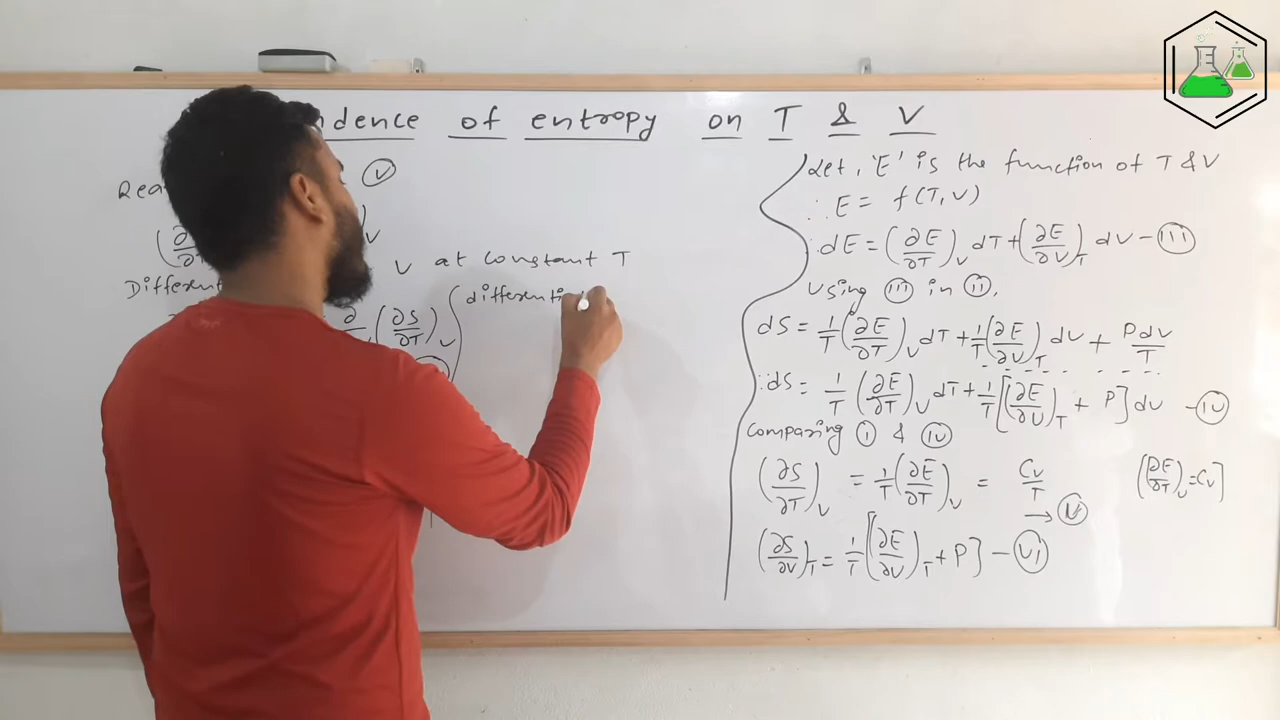 ndence of entropy on T & V
Rea
(v)
(∂
V
Different v at constant T
differenti
∂ (∂S/∂T)_V
Let, 'E' is the function of T & V
∴ E = f(T, V)
∴ dE = (∂E/∂T)_V dT + (∂E/∂V)_T dV - (III)
Using (III) in (II),
dS = 1/T (∂E/∂T)_V dT + 1/T (∂E/∂V)_T dV + PdV/T
∴ dS = 1/T (∂E/∂T)_V dT + 1/T [(∂E/∂V)_T + P] dV - (IV)
Comparing (I) & (IV)
(∂S/∂T)_V = 1/T (∂E/∂T)_V = Cv/T [(∂E/∂T)_V = Cv]
→ (V)
(∂S/∂V)_T = 1/T [(∂E/∂V)_T + P] - (VI)